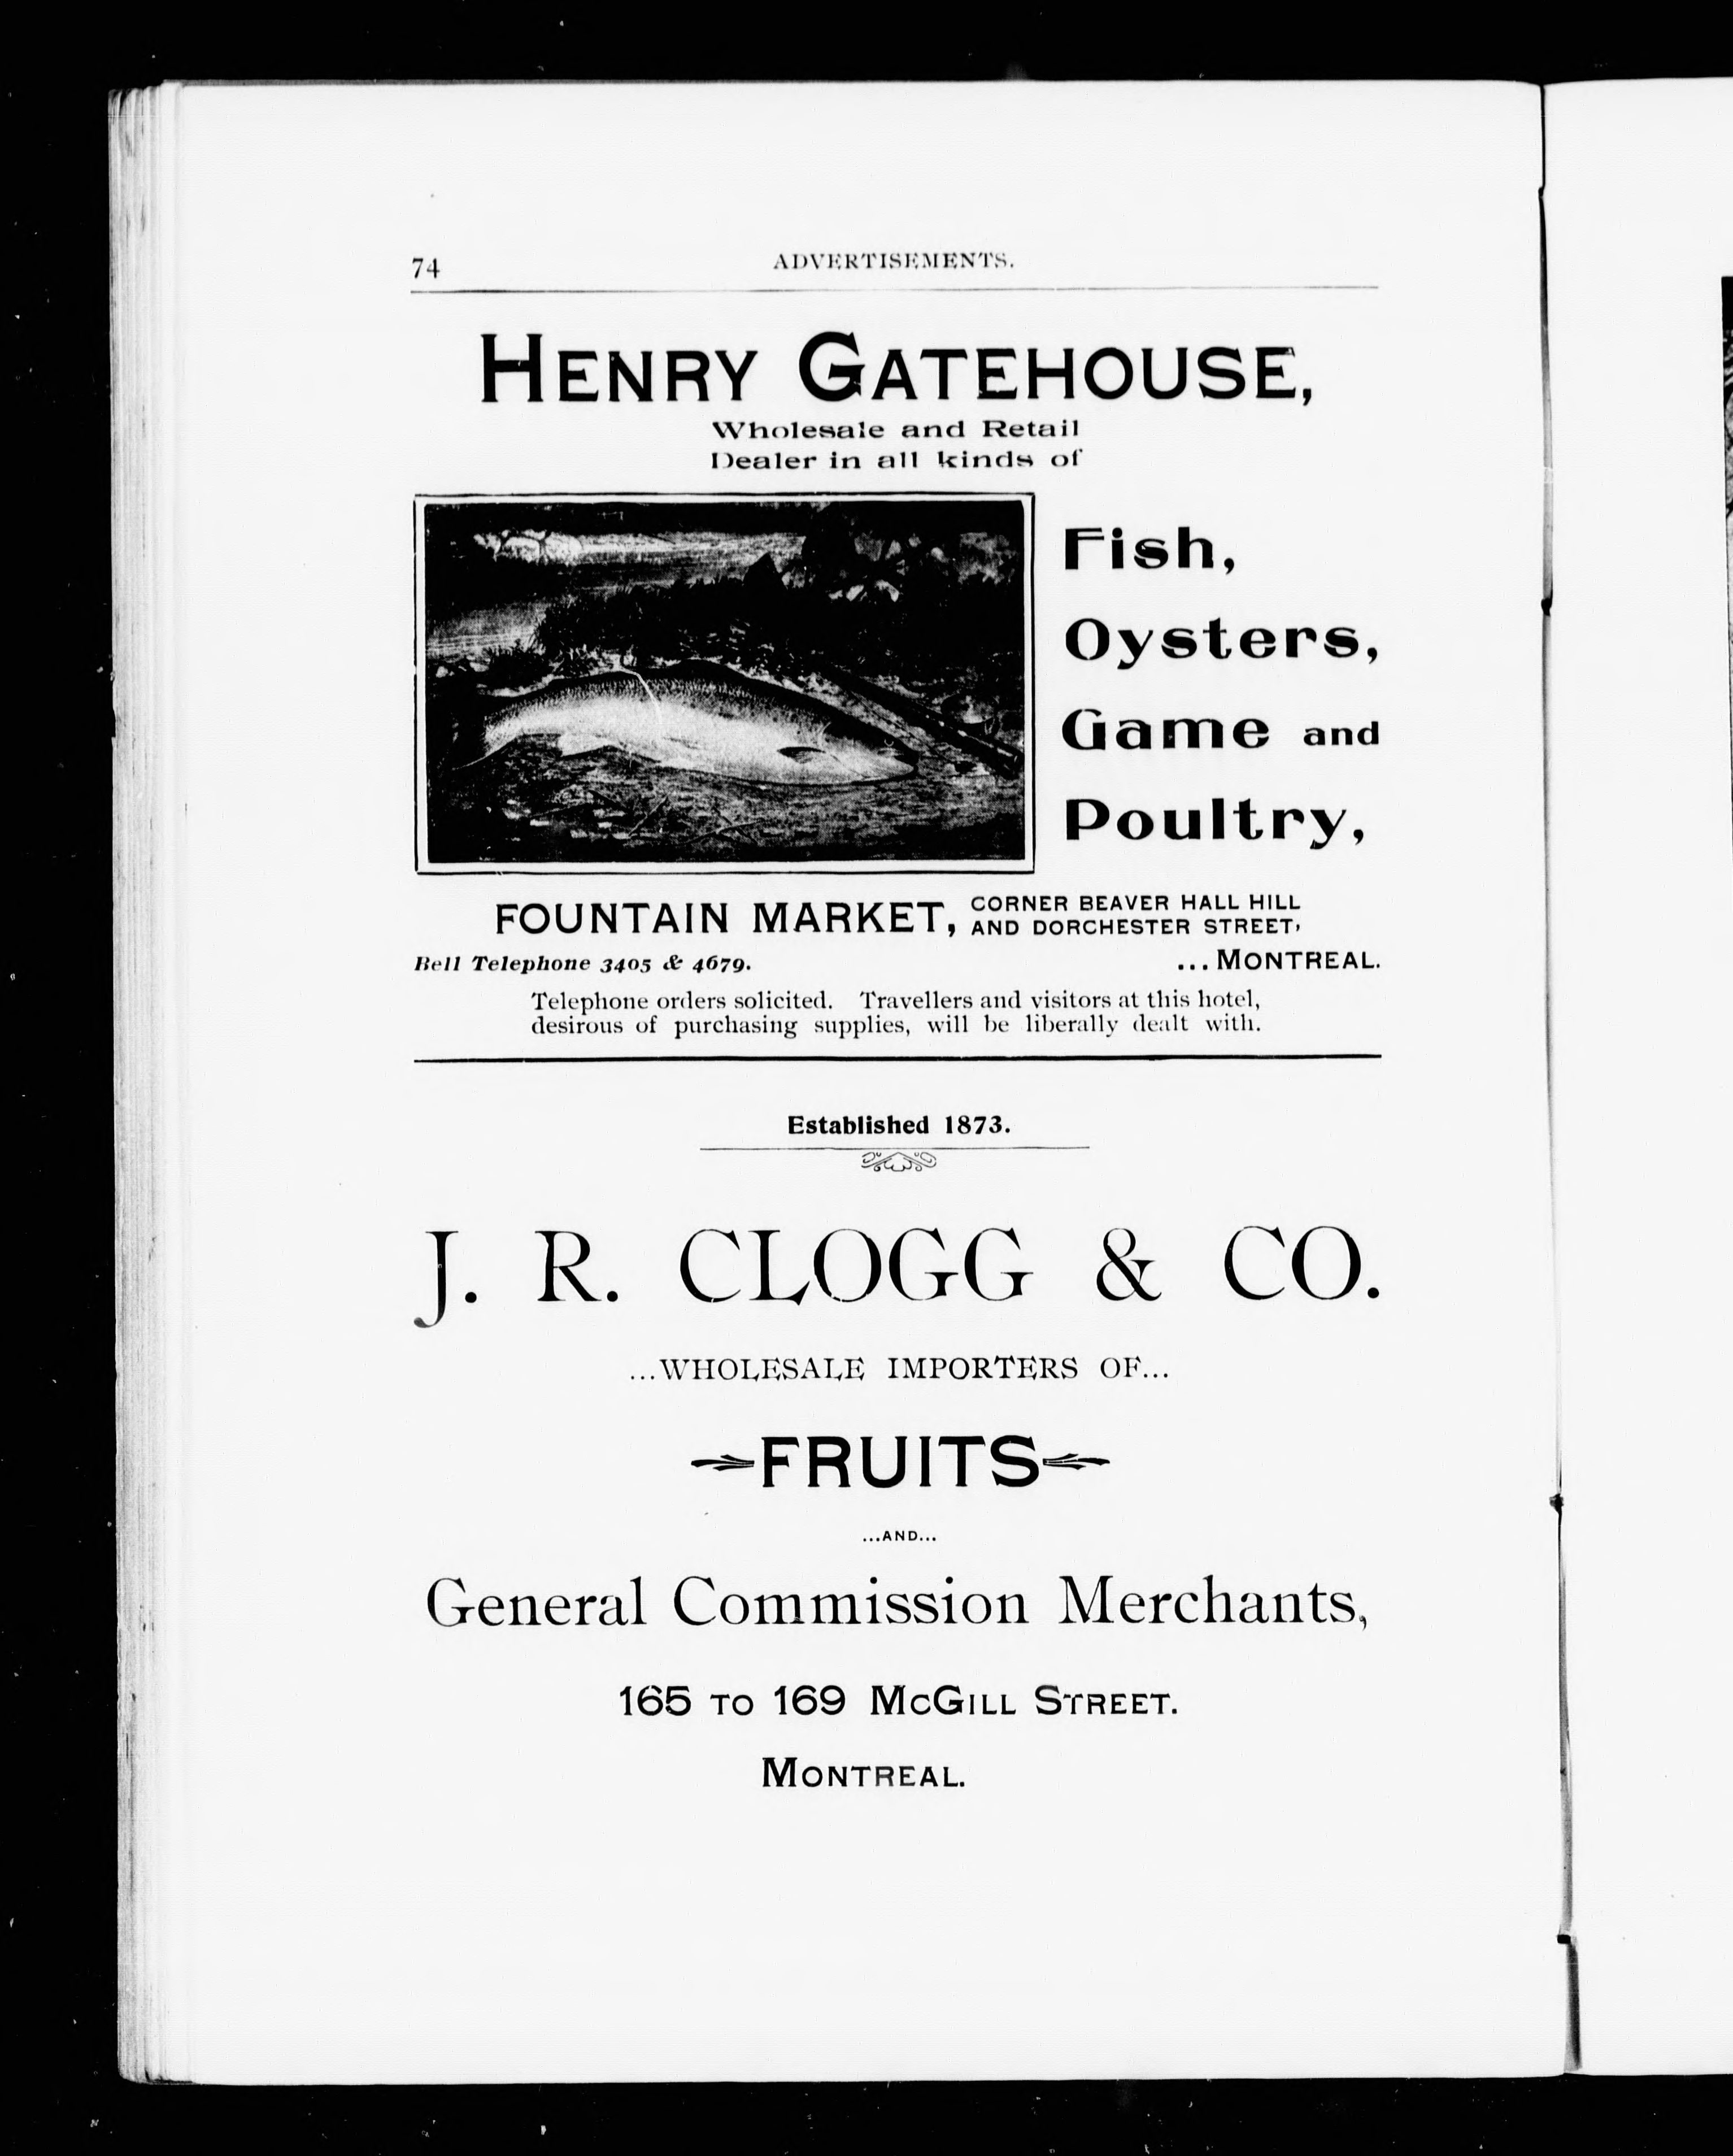 74
ADVERTISEMENTS.
HENRY GATEHOUSE,
Wholesale and Retail
Dealer in all kinds of
Fish,
Oysters,
Game and
Poultry,
FOUNTAIN MARKET, CORNER BEAVER HALL HILL
AND DORCHESTER STREET,
Bell Telephone 3405 & 4679.
... MONTREAL.
Telephone orders solicited. Travellers and visitors at this hotel,
desirous of purchasing supplies, will be liberally dealt with.
Established 1873.
J. R. CLOGG & CO.
...WHOLESALE IMPORTERS OF...
FRUITS
...AND...
General Commission Merchants,
165 TO 169 McGILL STREET.
MONTREAL.